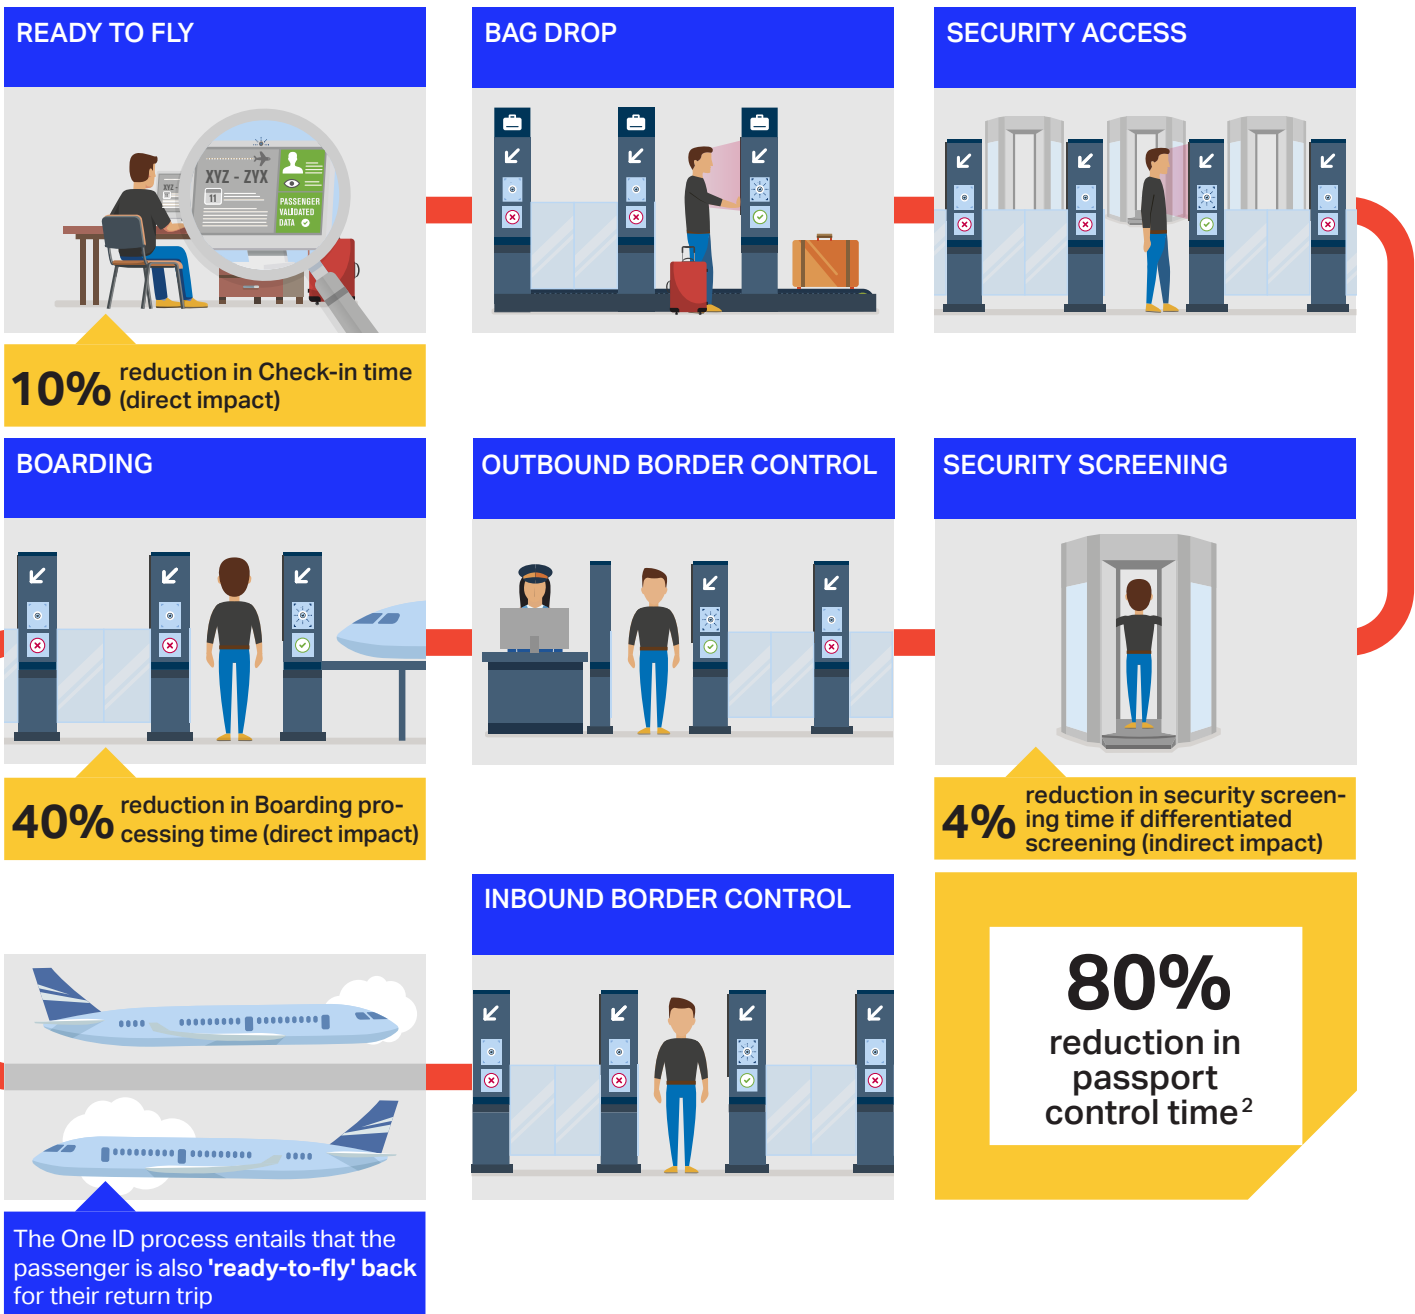 READY TO FLY
XYZ -
XYZ - ZYX
11
PASSENGER
VALIDATED
DATA
10% reduction in Check-in time
(direct impact)
BAG DROP
SECURITY ACCESS
SECURITY SCREENING
4% reduction in security screen-
ing time if differentiated
screening (indirect impact)
OUTBOUND BORDER CONTROL
BOARDING
40% reduction in Boarding pro-
cessing time (direct impact)
The One ID process entails that the
passenger is also 'ready-to-fly' back
for their return trip
INBOUND BORDER CONTROL
80%
reduction in
passport
control time²